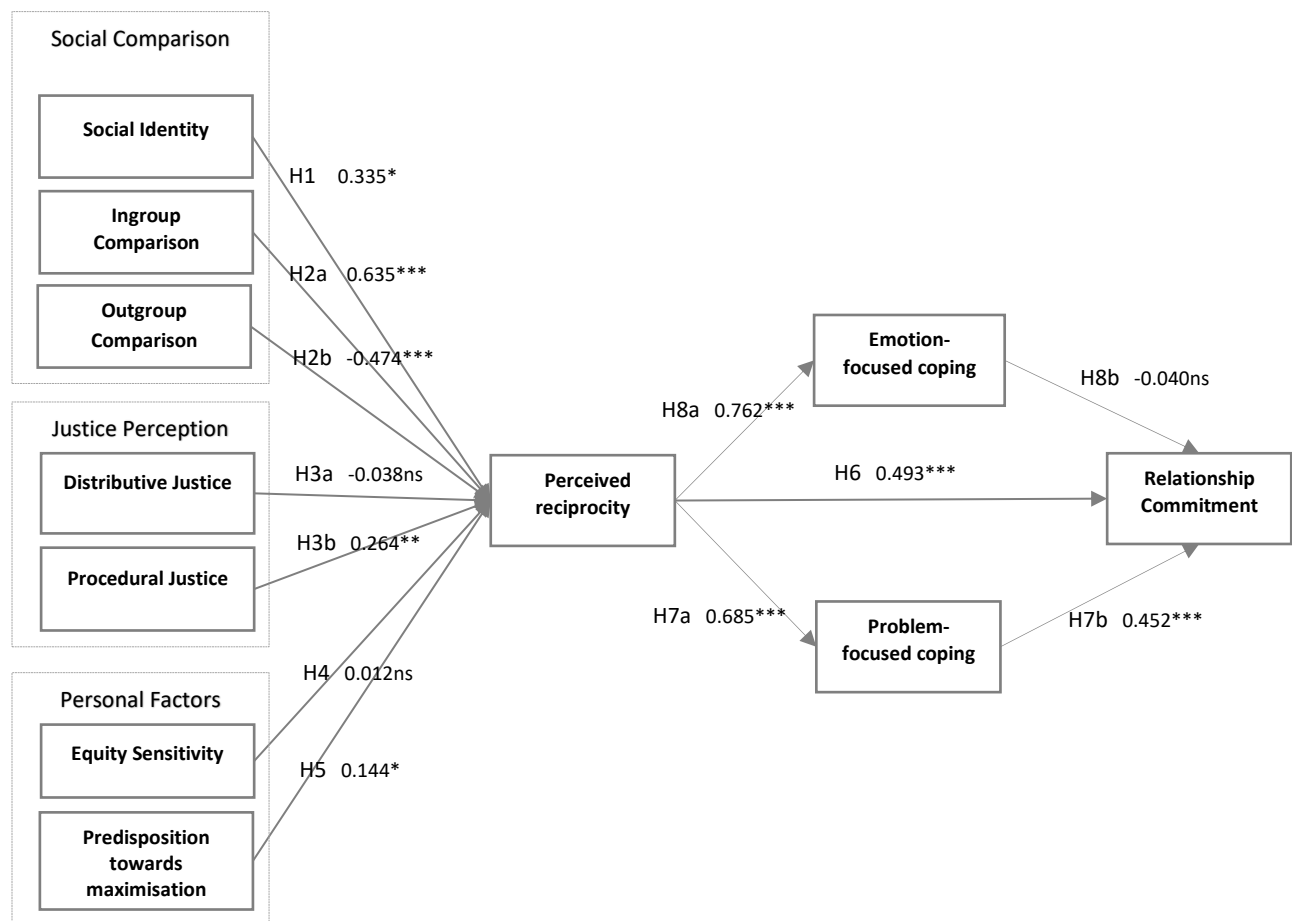 Social Comparison
Social Identity
H1 0.335*
Ingroup
Comparison
H2a 0.635***
Outgroup
Comparison
H2b -0.474***
Justice Perception
Distributive Justice
H3a -0.038ns
Procedural Justice
H3b 0.264**
Personal Factors
Equity Sensitivity
H4 0.012ns
Predisposition
towards
maximisation
H5 0.144*
Perceived
reciprocity
H8a 0.762***
Emotion-
focused coping
H8b -0.040ns
H6 0.493***
Relationship
Commitment
H7a 0.685***
Problem-
focused coping
H7b 0.452***